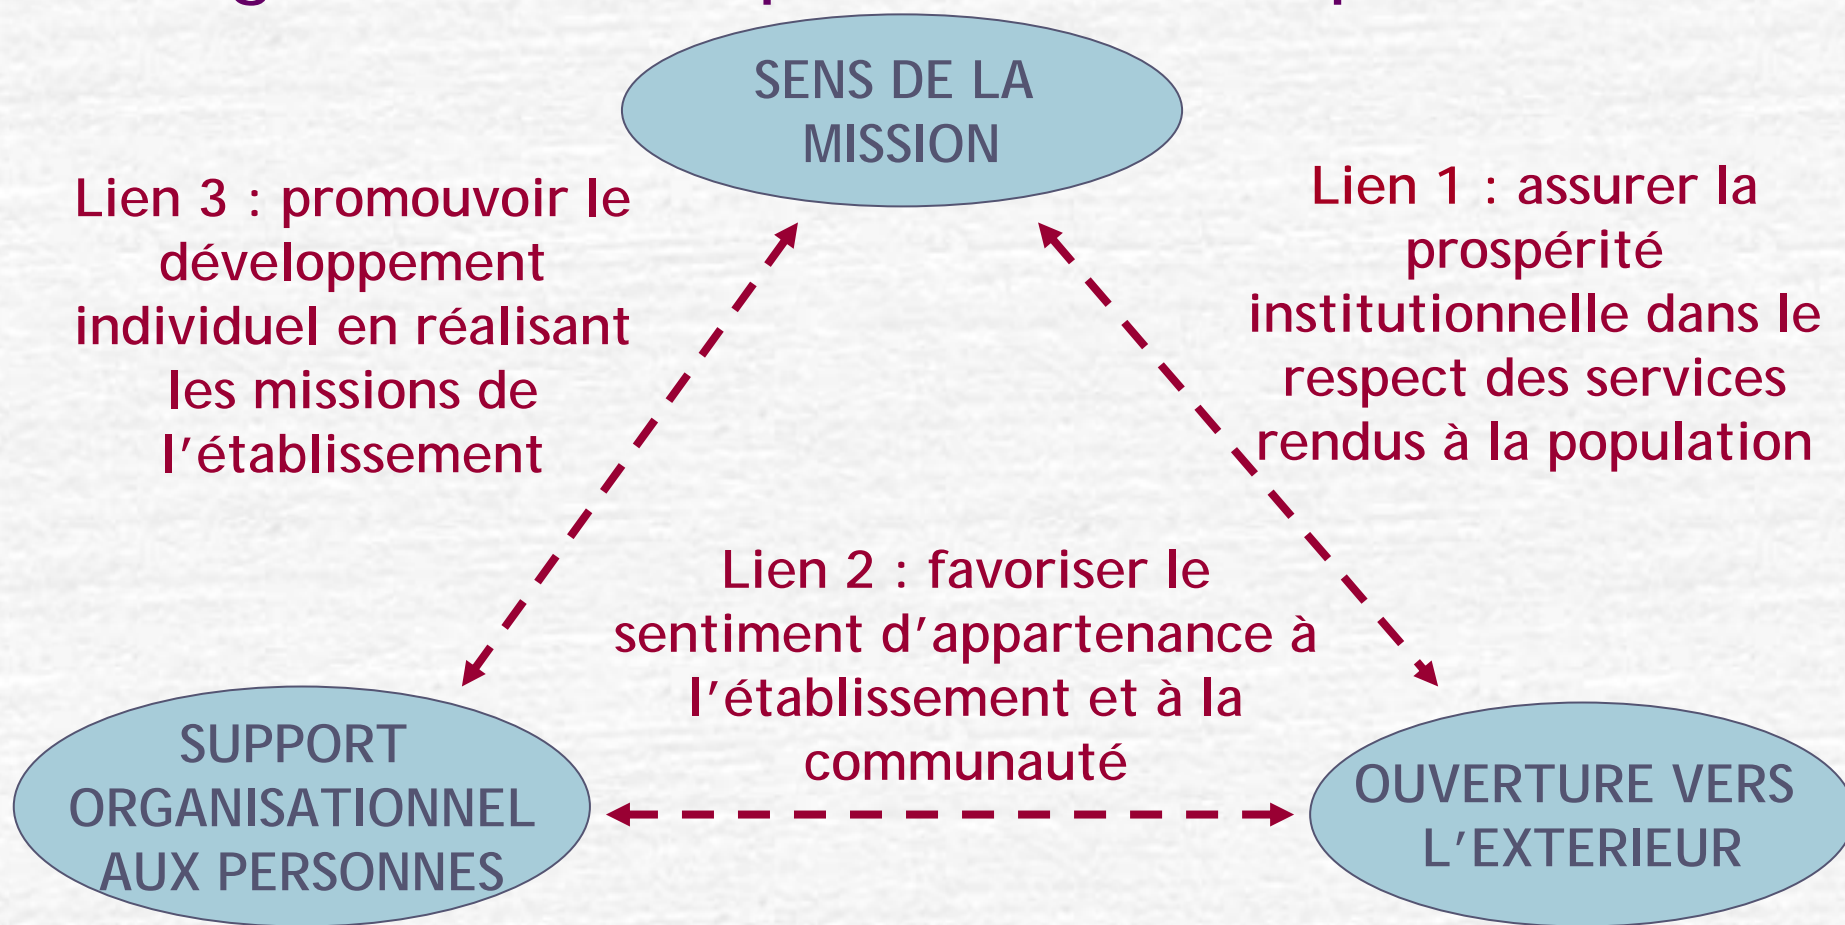 SENS DE LA
MISSION
Lien 3 : promouvoir le
développement
individuel en réalisant
les missions de
l'établissement
Lien 1 : assurer la
prospérité
institutionnelle dans le
respect des services
rendus à la population
Lien 2 : favoriser le
sentiment d'appartenance à
l'établissement et à la
communauté
SUPPORT
ORGANISATIONNEL
AUX PERSONNES
OUVERTURE VERS
L'EXTERIEUR